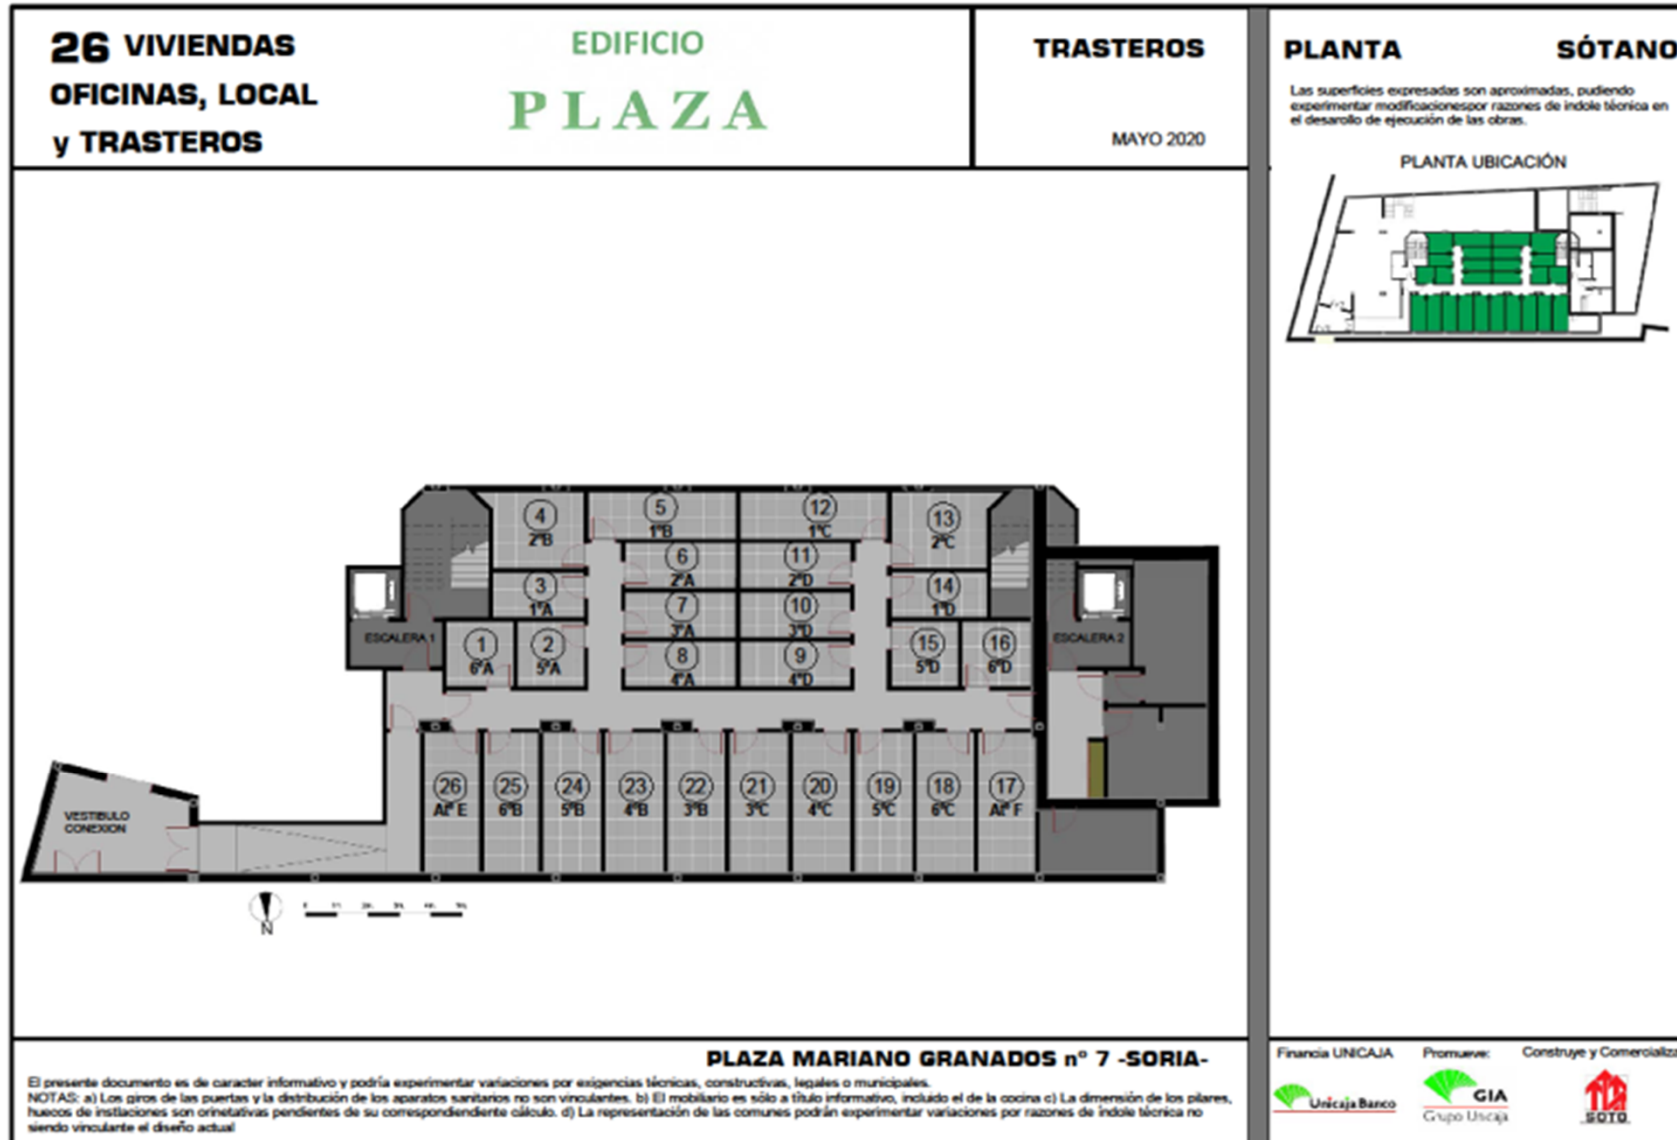 26 VIVIENDAS
OFICINAS, LOCAL
y TRASTEROS
EDIFICIO
PLAZA
TRASTEROS
MAYO 2020
PLANTA SÓTANO
Las superficies expresadas son aproximadas, pudiendo
experimentar modificacionespor razones de indole técnica en
el desarollo de ejecución de las obras.
PLANTA UBICACIÓN
4
2ºB
5
1ºB
12
1ºC
13
2ºC
6
2ºA
11
2ºD
3
1ºA
14
1ºD
7
3ºA
10
3ºD
ESCALERA 1
1
6ºA
2
5ºA
8
4ºA
9
4ºD
15
5ºD
16
6ºD
ESCALERA 2
26
Atº E
25
6ºB
24
5ºB
23
4ºB
22
3ºB
21
3ºC
20
4ºC
19
5ºC
18
6ºC
17
Atº F
VESTIBULO
CONEXION
N
PLAZA MARIANO GRANADOS nº 7 -SORIA-
El presente documento es de caracter informativo y podría experimentar variaciones por exigencias técnicas, constructivas, legales o municipales.
NOTAS: a) Los giros de las puertas y la distribución de los aparatos sanitarios no son vinculantes. b) El mobiliario es sólo a título informativo, incluido el de la cocina c) La dimensión de los pilares,
huecos de instlaciones son orinetativas pendientes de su correspondiendiente cálculo. d) La representación de las comunes podrán experimentar variaciones por razones de índole técnica no
siendo vinculante el diseño actual
Financia UNICAJA
Promueve:
Construye y Comercializa
Unicaja Banco
GIA
Grupo Unicaja
SOTO